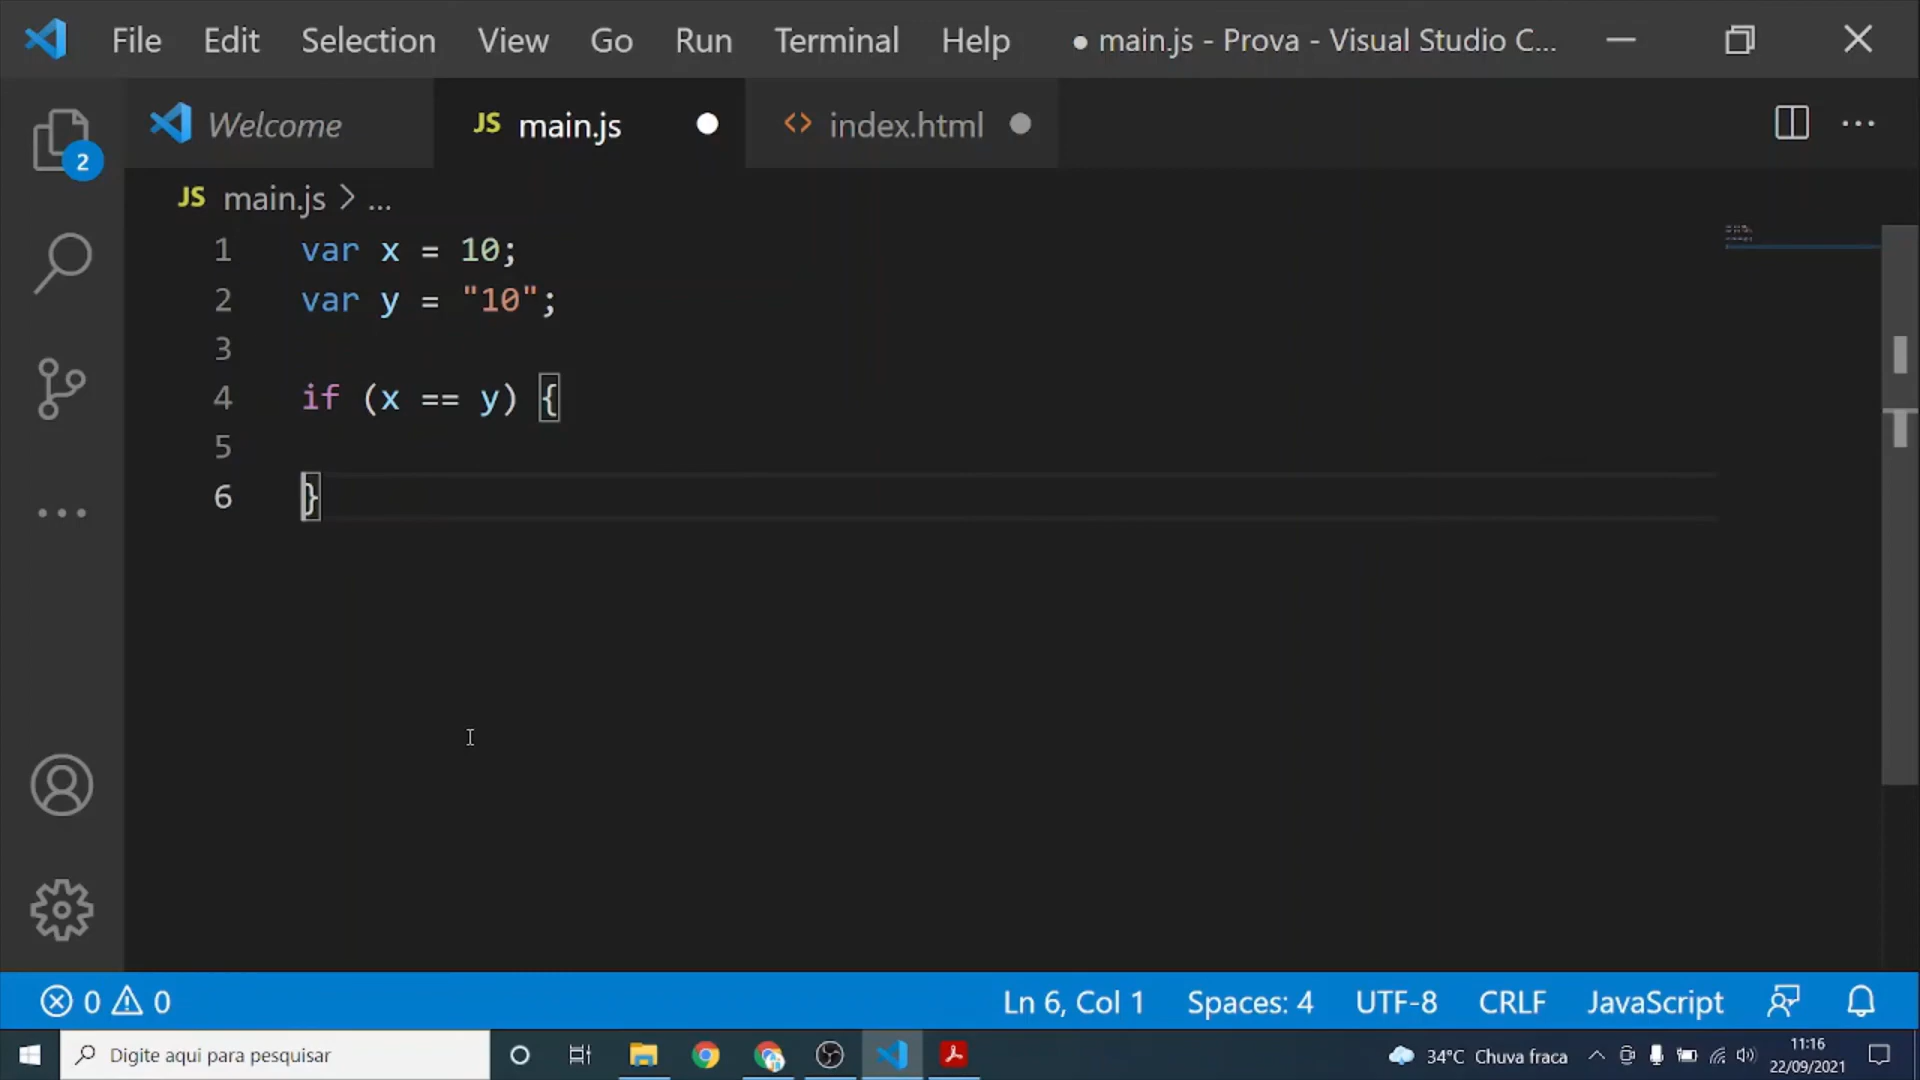 File Edit Selection View Go Run Terminal Help ● main.js - Prova - Visual Studio C...
Welcome JS main.js <> index.html
2
JS main.js > ...
1 var x = 10;
2 var y = "10";
3
4 if (x == y) {
5
6 }
0 0 Ln 6, Col 1 Spaces: 4 UTF-8 CRLF JavaScript
Digite aqui para pesquisar 34°C Chuva fraca 11:16
22/09/2021